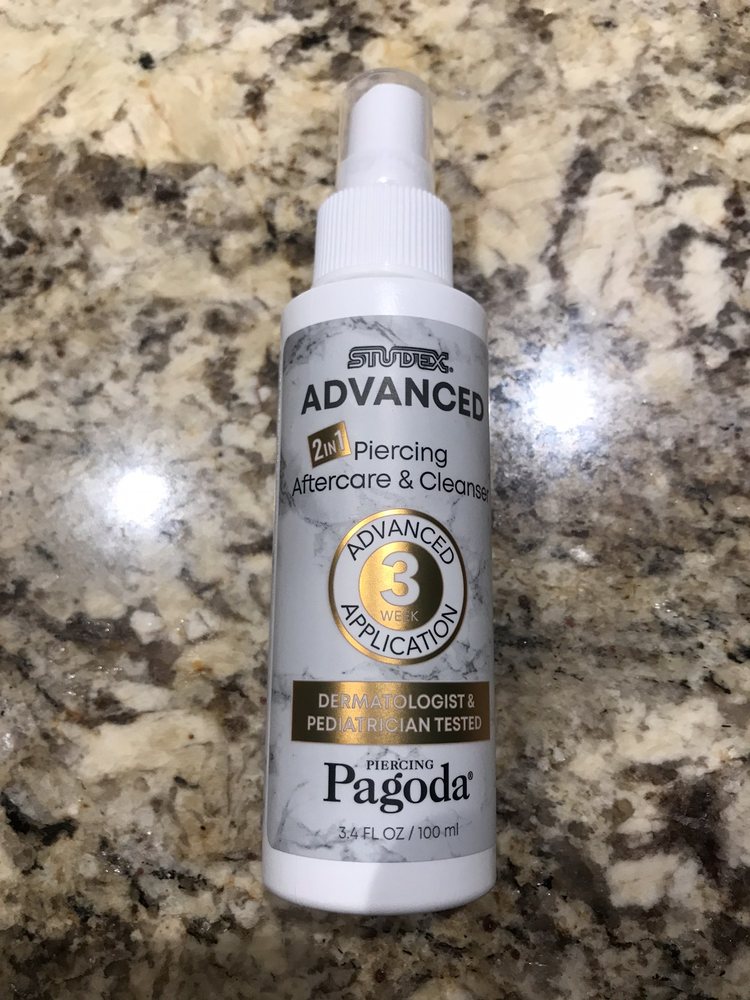 STUDEX®
ADVANCED
2IN1
Piercing
Aftercare & Cleanser
ADVANCED
3
WEEK
APPLICATION
DERMATOLOGIST &
PEDIATRICIAN TESTED
PIERCING
Pagoda®
3.4 FL OZ / 100 ml